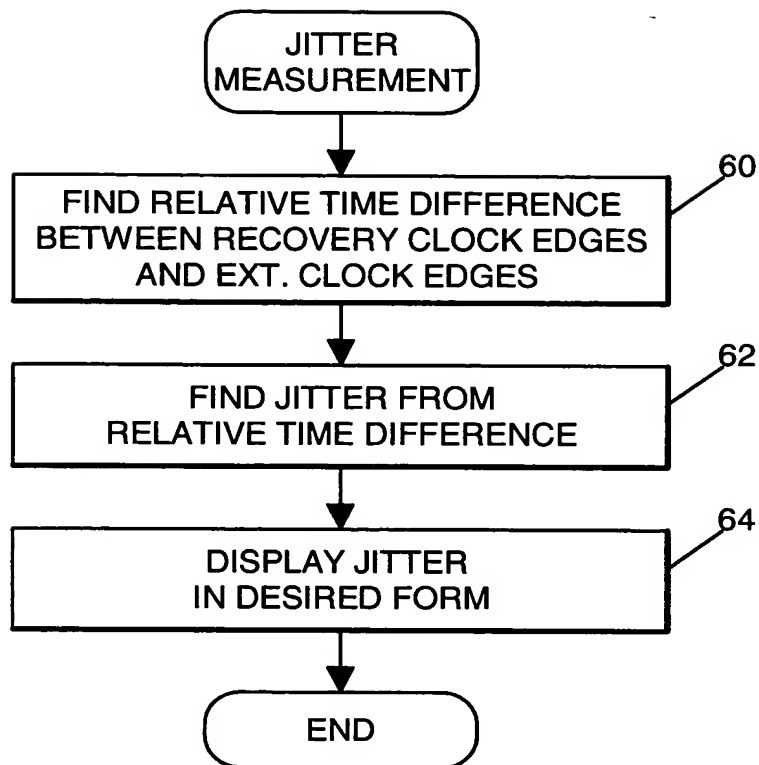 JITTER
MEASUREMENT
60
FIND RELATIVE TIME DIFFERENCE
BETWEEN RECOVERY CLOCK EDGES
AND EXT. CLOCK EDGES
62
FIND JITTER FROM
RELATIVE TIME DIFFERENCE
64
DISPLAY JITTER
IN DESIRED FORM
END